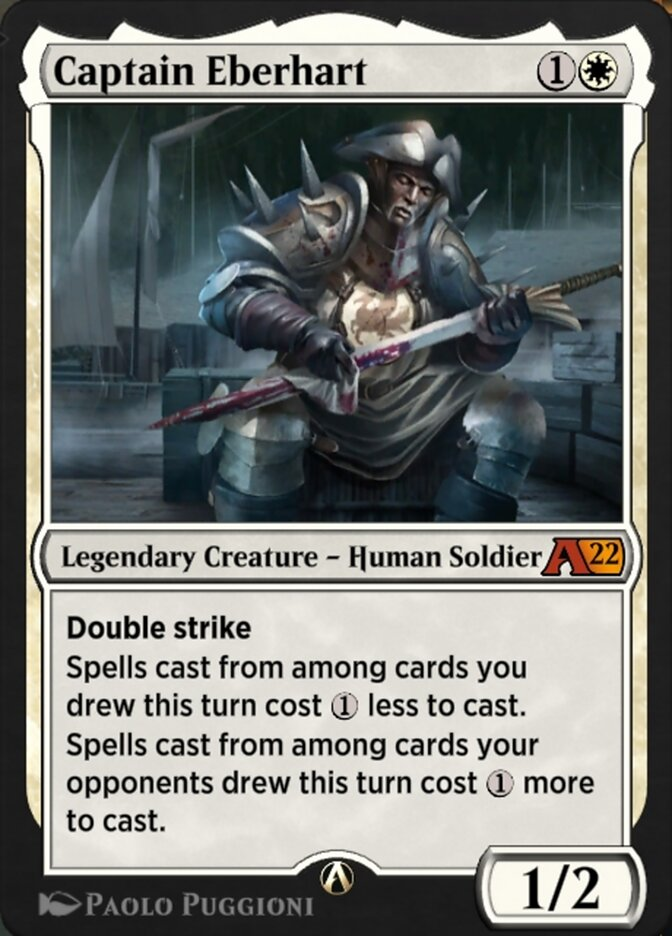 Captain Eberhart 1
Legendary Creature – Human Soldier A22
Double strike
Spells cast from among cards you
drew this turn cost 1 less to cast.
Spells cast from among cards your
opponents drew this turn cost 1 more
to cast.
1/2
PAOLO PUGGIONI